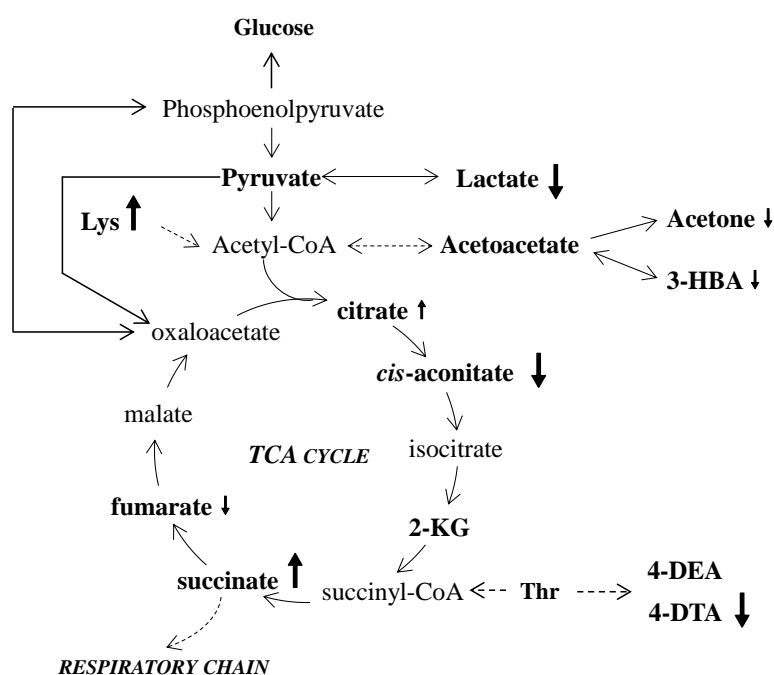 Glucose
Phosphoenolpyruvate
Pyruvate
Lactate
Lys
Acetyl-CoA
Acetoacetate
Acetone
3-HBA
citrate
oxaloacetate
cis-aconitate
malate
TCA CYCLE
isocitrate
fumarate
2-KG
succinate
succinyl-CoA
Thr
4-DEA
4-DTA
RESPIRATORY CHAIN